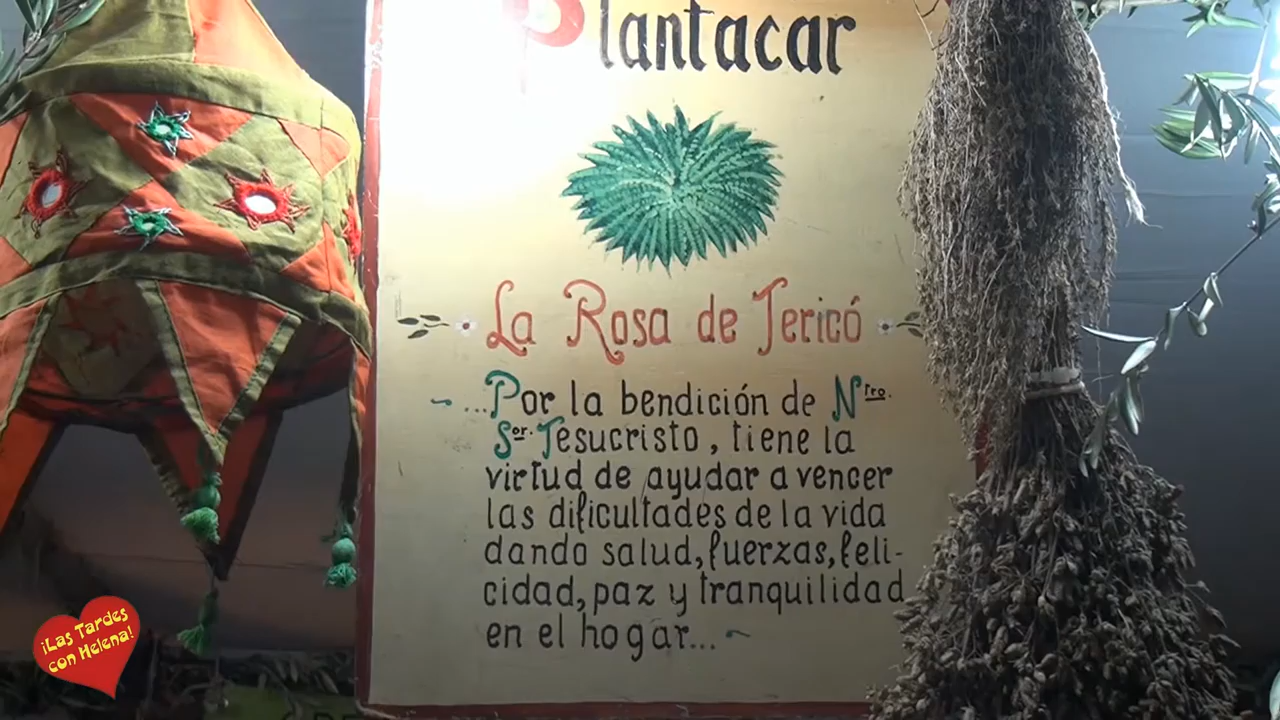 Plantacar
La Rosa de Jericó
...Por la bendición de Ntro.
Sor. Jesucristo, tiene la
virtud de ayudar a vencer
las dificultades de la vida
dando salud, fuerzas, feli-
cidad, paz y tranquilidad
en el hogar...
¡Las Tardes
con Helena!